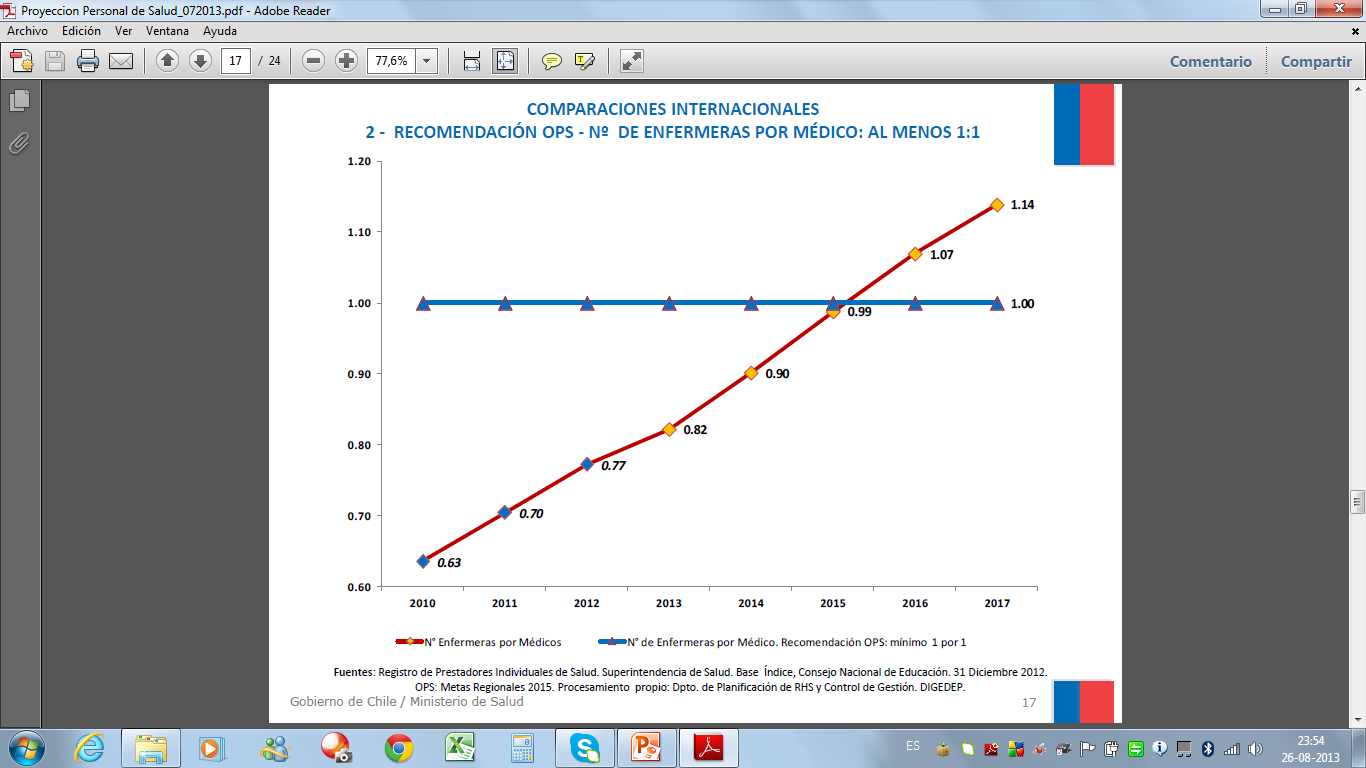 Proyeccion Personal de Salud_072013.pdf - Adobe Reader
Archivo Edición Ver Ventana Ayuda
17 / 24 77,6% Comentario Compartir
COMPARACIONES INTERNACIONALES
2 - RECOMENDACIÓN OPS - Nº DE ENFERMERAS POR MÉDICO: AL MENOS 1:1
1.20
1.14
1.10
1.07
1.00
1.00
0.99
0.90
0.90
0.82
0.80
0.77
0.70
0.70
0.63
0.60
2010 2011 2012 2013 2014 2015 2016 2017
N° Enfermeras por Médicos N° de Enfermeras por Médico. Recomendación OPS: mínimo 1 por 1
Fuentes: Registro de Prestadores Individuales de Salud. Superintendencia de Salud. Base Índice, Consejo Nacional de Educación. 31 Diciembre 2012.
OPS: Metas Regionales 2015. Procesamiento propio: Dpto. de Planificación de RHS y Control de Gestión. DIGEDEP.
Gobierno de Chile / Ministerio de Salud 17
ES 23:54
26-08-2013